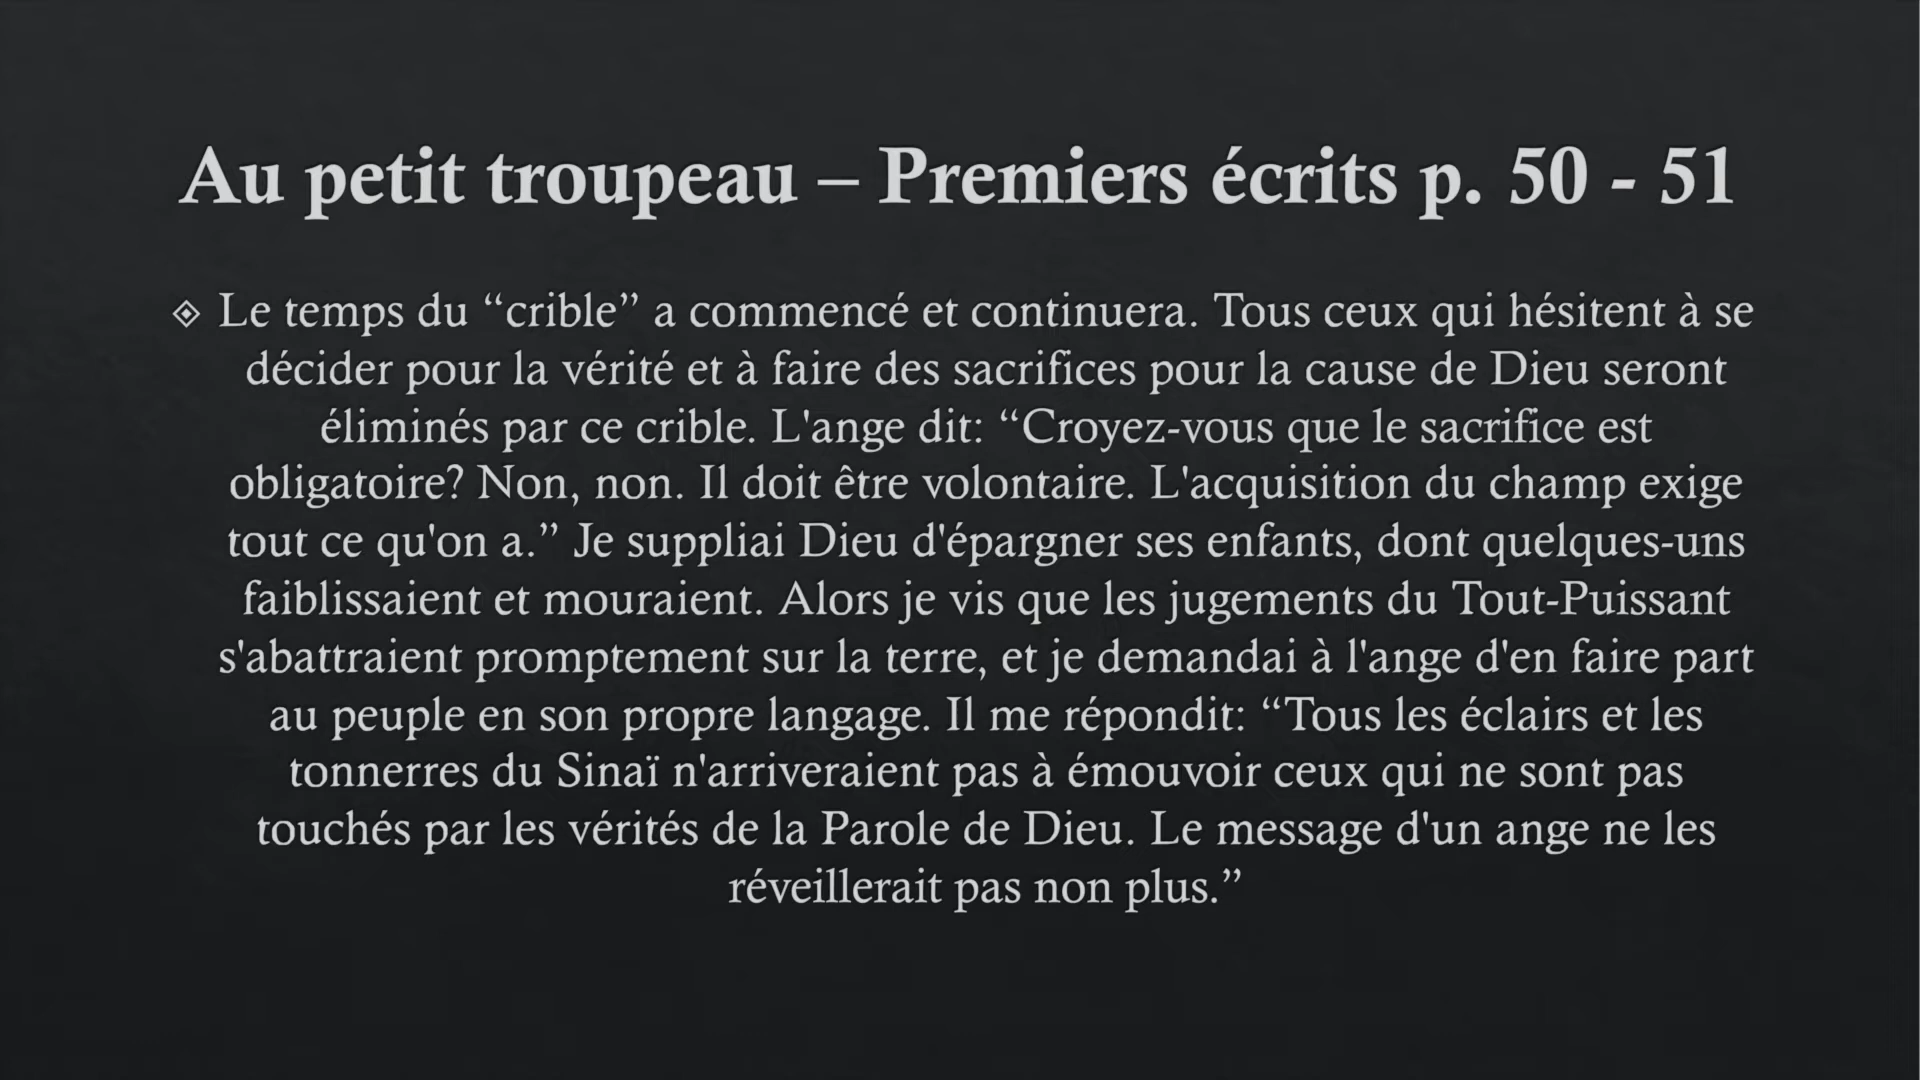 Au petit troupeau – Premiers écrits p. 50 - 51
Le temps du “crible” a commencé et continuera. Tous ceux qui hésitent à se
décider pour la vérité et à faire des sacrifices pour la cause de Dieu seront
éliminés par ce crible. L'ange dit: “Croyez-vous que le sacrifice est
obligatoire? Non, non. Il doit être volontaire. L'acquisition du champ exige
tout ce qu'on a.” Je suppliai Dieu d'épargner ses enfants, dont quelques-uns
faiblissaient et mouraient. Alors je vis que les jugements du Tout-Puissant
s'abattraient promptement sur la terre, et je demandai à l'ange d'en faire part
au peuple en son propre langage. Il me répondit: “Tous les éclairs et les
tonnerres du Sinaï n'arriveraient pas à émouvoir ceux qui ne sont pas
touchés par les vérités de la Parole de Dieu. Le message d'un ange ne les
réveillerait pas non plus.”